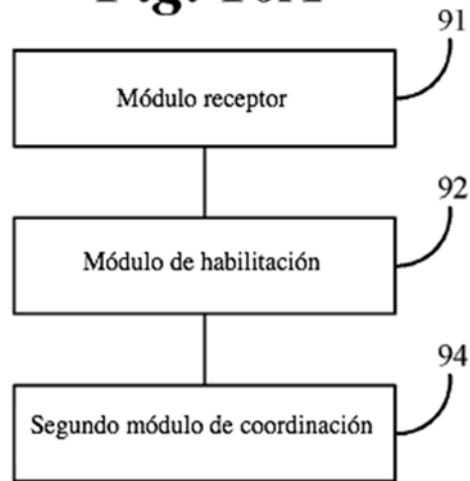 91
Módulo receptor
92
Módulo de habilitación
94
Segundo módulo de coordinación